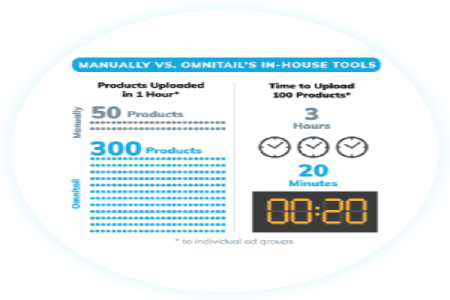 MANUALLY VS. OMNITAIL'S IN-HOUSE TOOLS
Products Uploaded
in 1 Hour*
Manually
50 Products
Omnitail
300 Products
Time to Upload
100 Products*
3
Hours
20
Minutes
00:20
* to individual ad groups